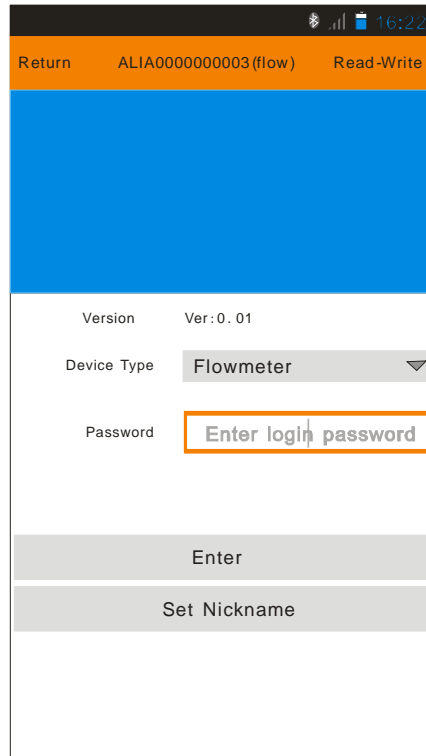 16:22
Return ALIA0000000003(flow) Read-Write
Version Ver:0.01
Device Type Flowmeter
Password Enter login password
Enter
Set Nickname